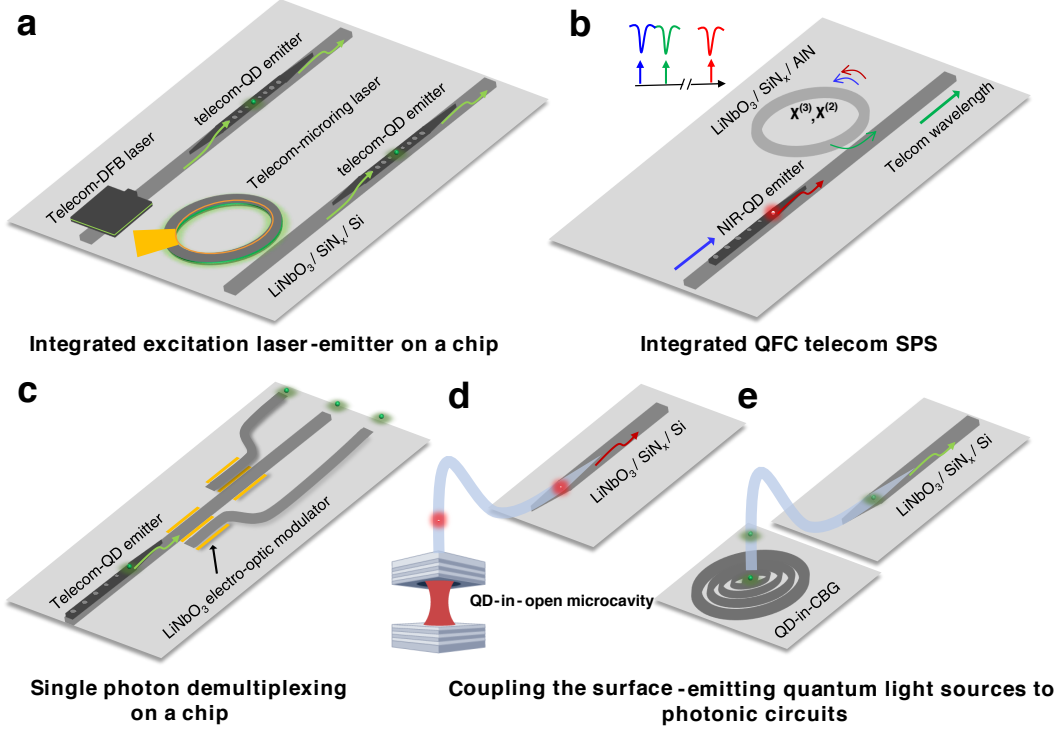 a
telecom-QD emitter
Telecom-DFB laser
Telecom-microring laser
telecom-QD emitter
LiNbO₃ / SiNₓ / Si
Integrated excitation laser-emitter on a chip
b
LiNbO₃ / SiNₓ / AlN
χ⁽³⁾, χ⁽²⁾
NIR-QD emitter
Telcom wavelength
Integrated QFC telecom SPS
c
Telecom-QD emitter
LiNbO₃ electro-optic modulator
Single photon demultiplexing
on a chip
d
LiNbO₃ / SiNₓ / Si
QD-in-open microcavity
e
LiNbO₃ / SiNₓ / Si
QD-in-CBG
Coupling the surface-emitting quantum light sources to
photonic circuits